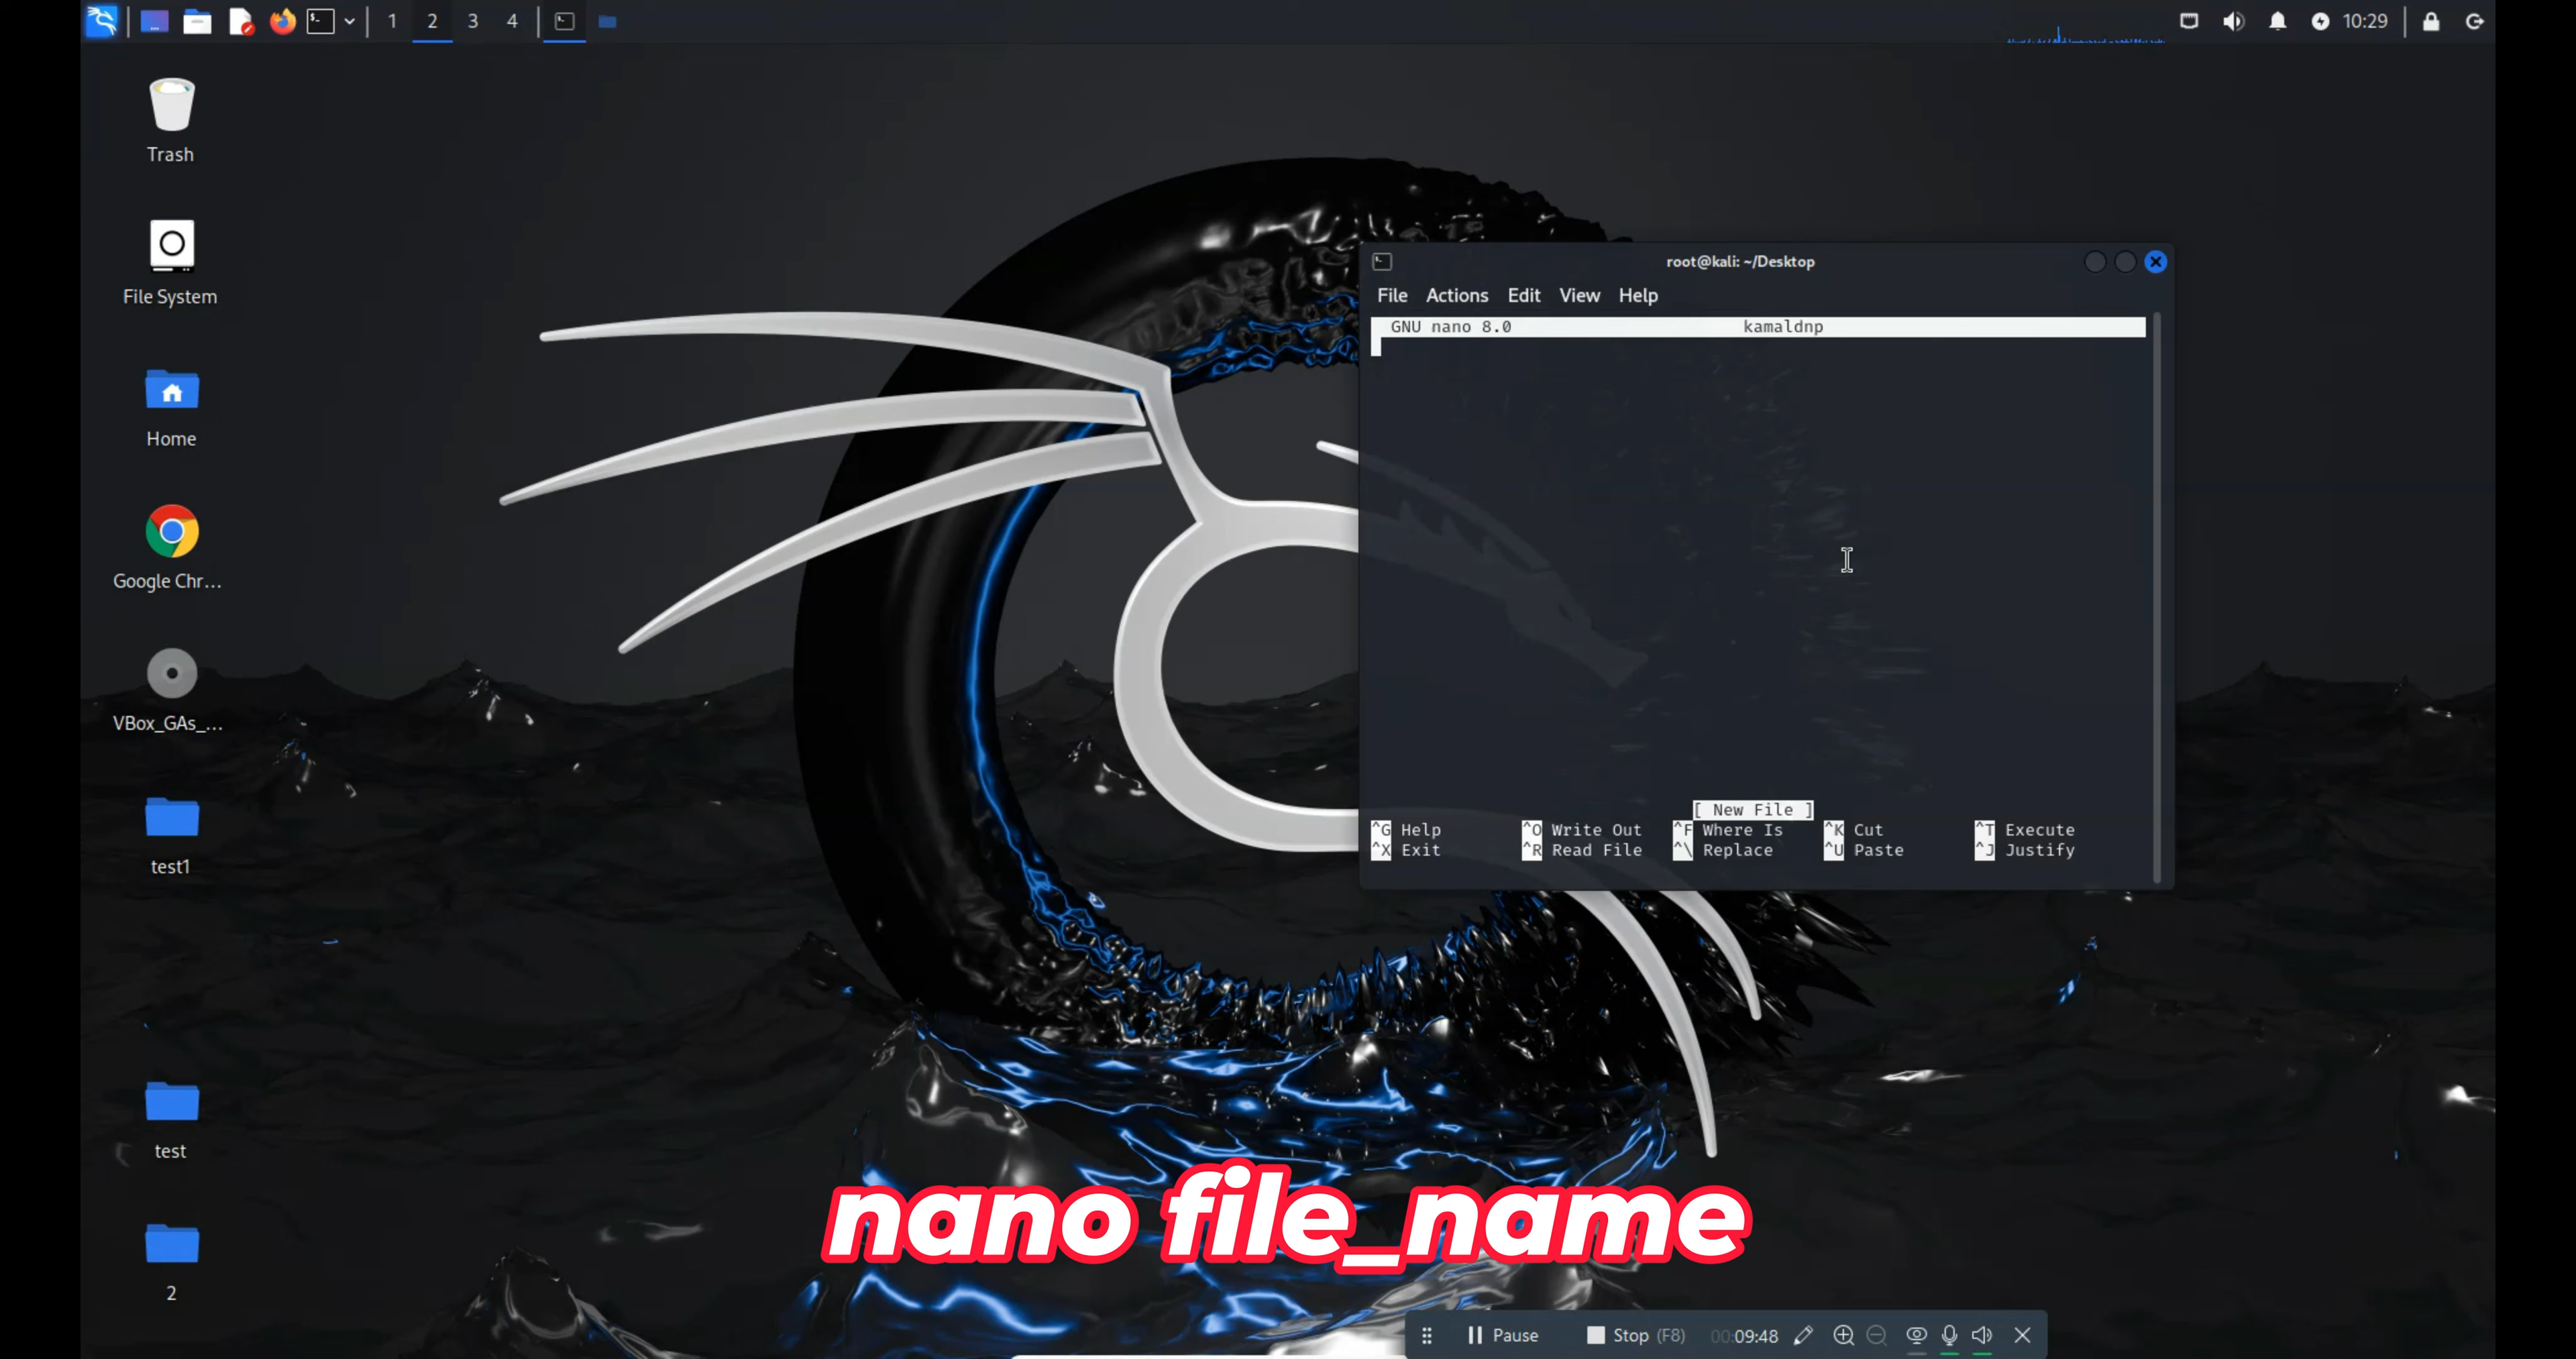 1 2 3 4
10:29
Trash
File System
Home
Google Chr...
VBox_GAs_...
test1
test
2
root@kali: ~/Desktop
File Actions Edit View Help
GNU nano 8.0 kamaldnp
[ New File ]
^G Help ^O Write Out ^F Where Is ^K Cut ^T Execute
^X Exit ^R Read File ^\ Replace ^U Paste ^J Justify
nano file_name
Pause Stop (F8) 00:09:48